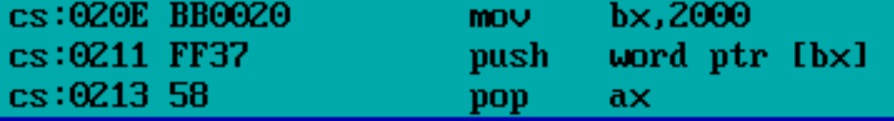 cs:020E BB0020 mov bx,2000
cs:0211 FF37 push word ptr [bx]
cs:0213 58 pop ax